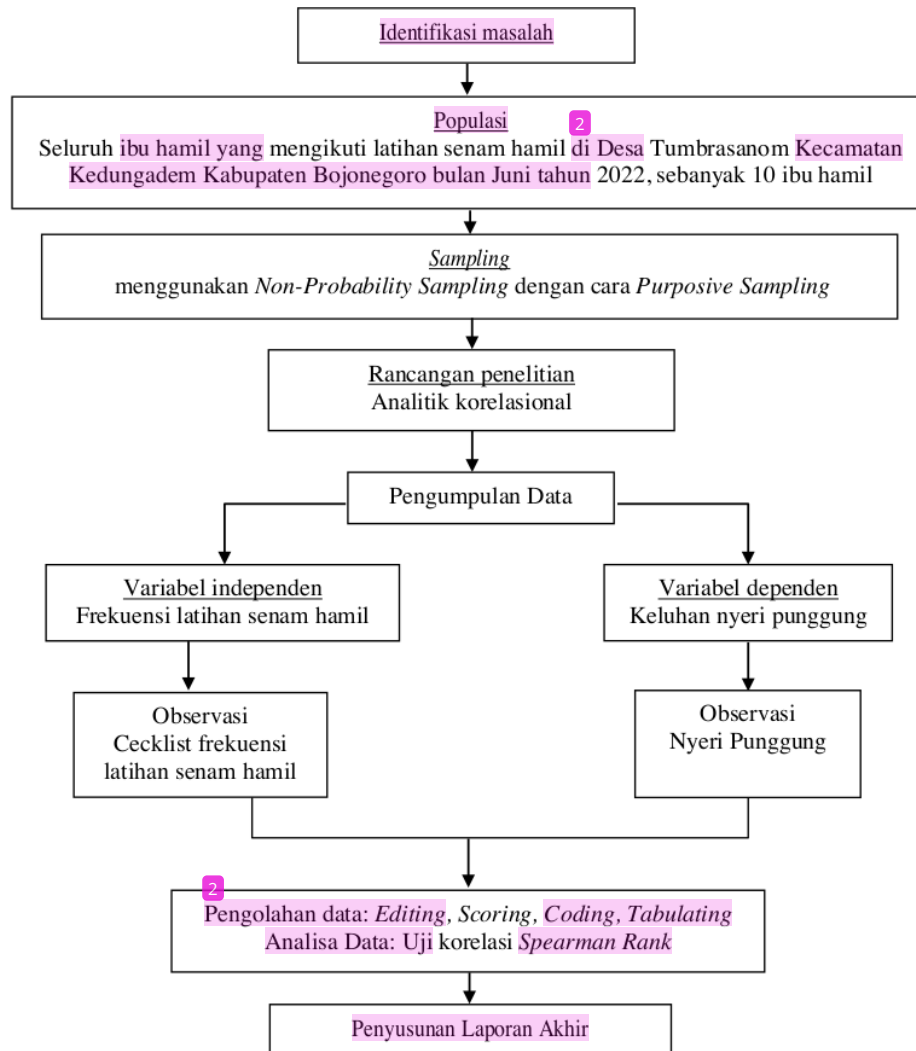 Identifikasi masalah
Populasi
2
Seluruh ibu hamil yang mengikuti latihan senam hamil di Desa Tumbrasanom Kecamatan
Kedungadem Kabupaten Bojonegoro bulan Juni tahun 2022, sebanyak 10 ibu hamil
Sampling
menggunakan Non-Probability Sampling dengan cara Purposive Sampling
Rancangan penelitian
Analitik korelasional
Pengumpulan Data
Variabel independen
Frekuensi latihan senam hamil
Variabel dependen
Keluhan nyeri punggung
Observasi
Cecklist frekuensi
latihan senam hamil
Observasi
Nyeri Punggung
2
Pengolahan data: Editing, Scoring, Coding, Tabulating
Analisa Data: Uji korelasi Spearman Rank
Penyusunan Laporan Akhir